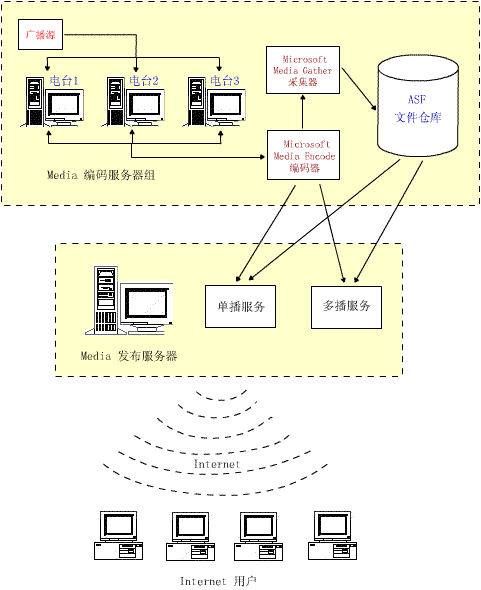 广播源
电台1
电台2
电台3
Microsoft
Media Gather
采集器
ASF
文件仓库
Microsoft
Media Encode
编码器
Media 编码服务器组
单播服务
多播服务
Media 发布服务器
Internet
Internet 用户